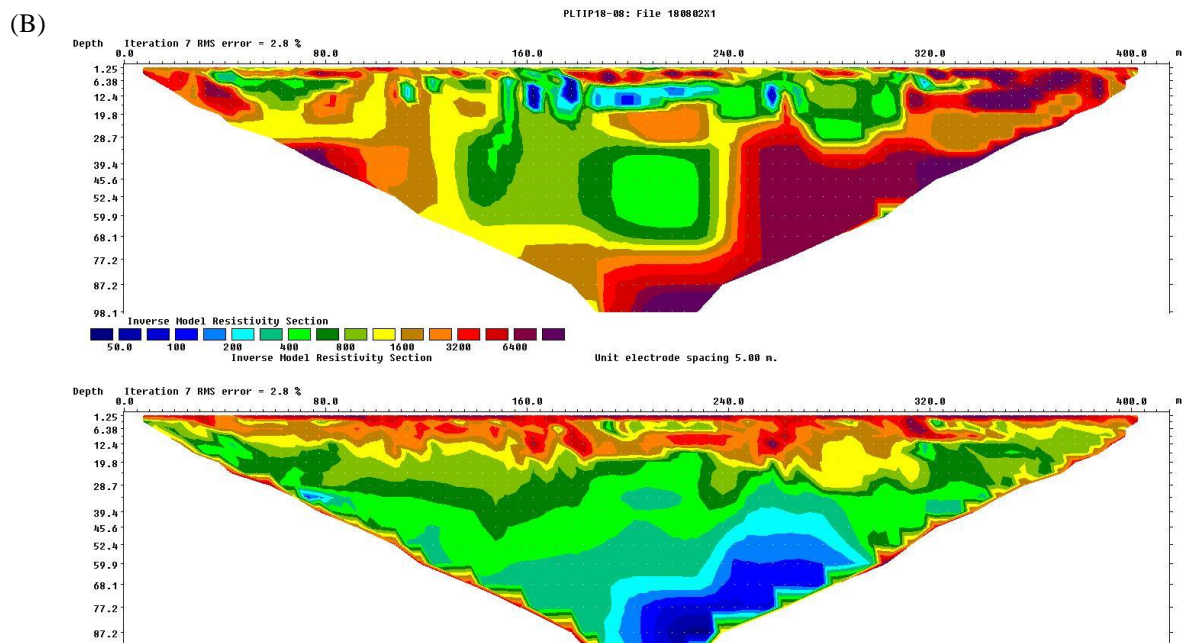 PLTIP18-08: File 180802X1
(B)
Depth Iteration 7 RMS error = 2.8 %
0.0 80.0 160.0 240.0 320.0 400.0 m
1.25
6.38
12.4
19.8
28.7
39.4
45.6
52.4
59.9
68.1
77.2
87.2
98.1
Inverse Model Resistivity Section
50.0 100 200 400 800 1600 3200 6400
Inverse Model Resistivity Section Unit electrode spacing 5.00 m.
Depth Iteration 7 RMS error = 2.8 %
0.0 80.0 160.0 240.0 320.0 400.0 m
1.25
6.38
12.4
19.8
28.7
39.4
45.6
52.4
59.9
68.1
77.2
87.2